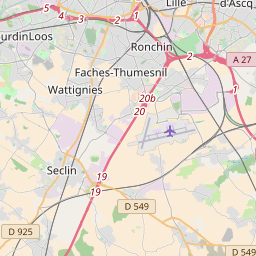 Lille
d'Ascq
5
4
3
2
1
ourdinLoos
Ronchin
2
A 27
Faches-Thumesnil
1
Wattignies
20b
20
Seclin
19
19
D 549
D 925
D 549